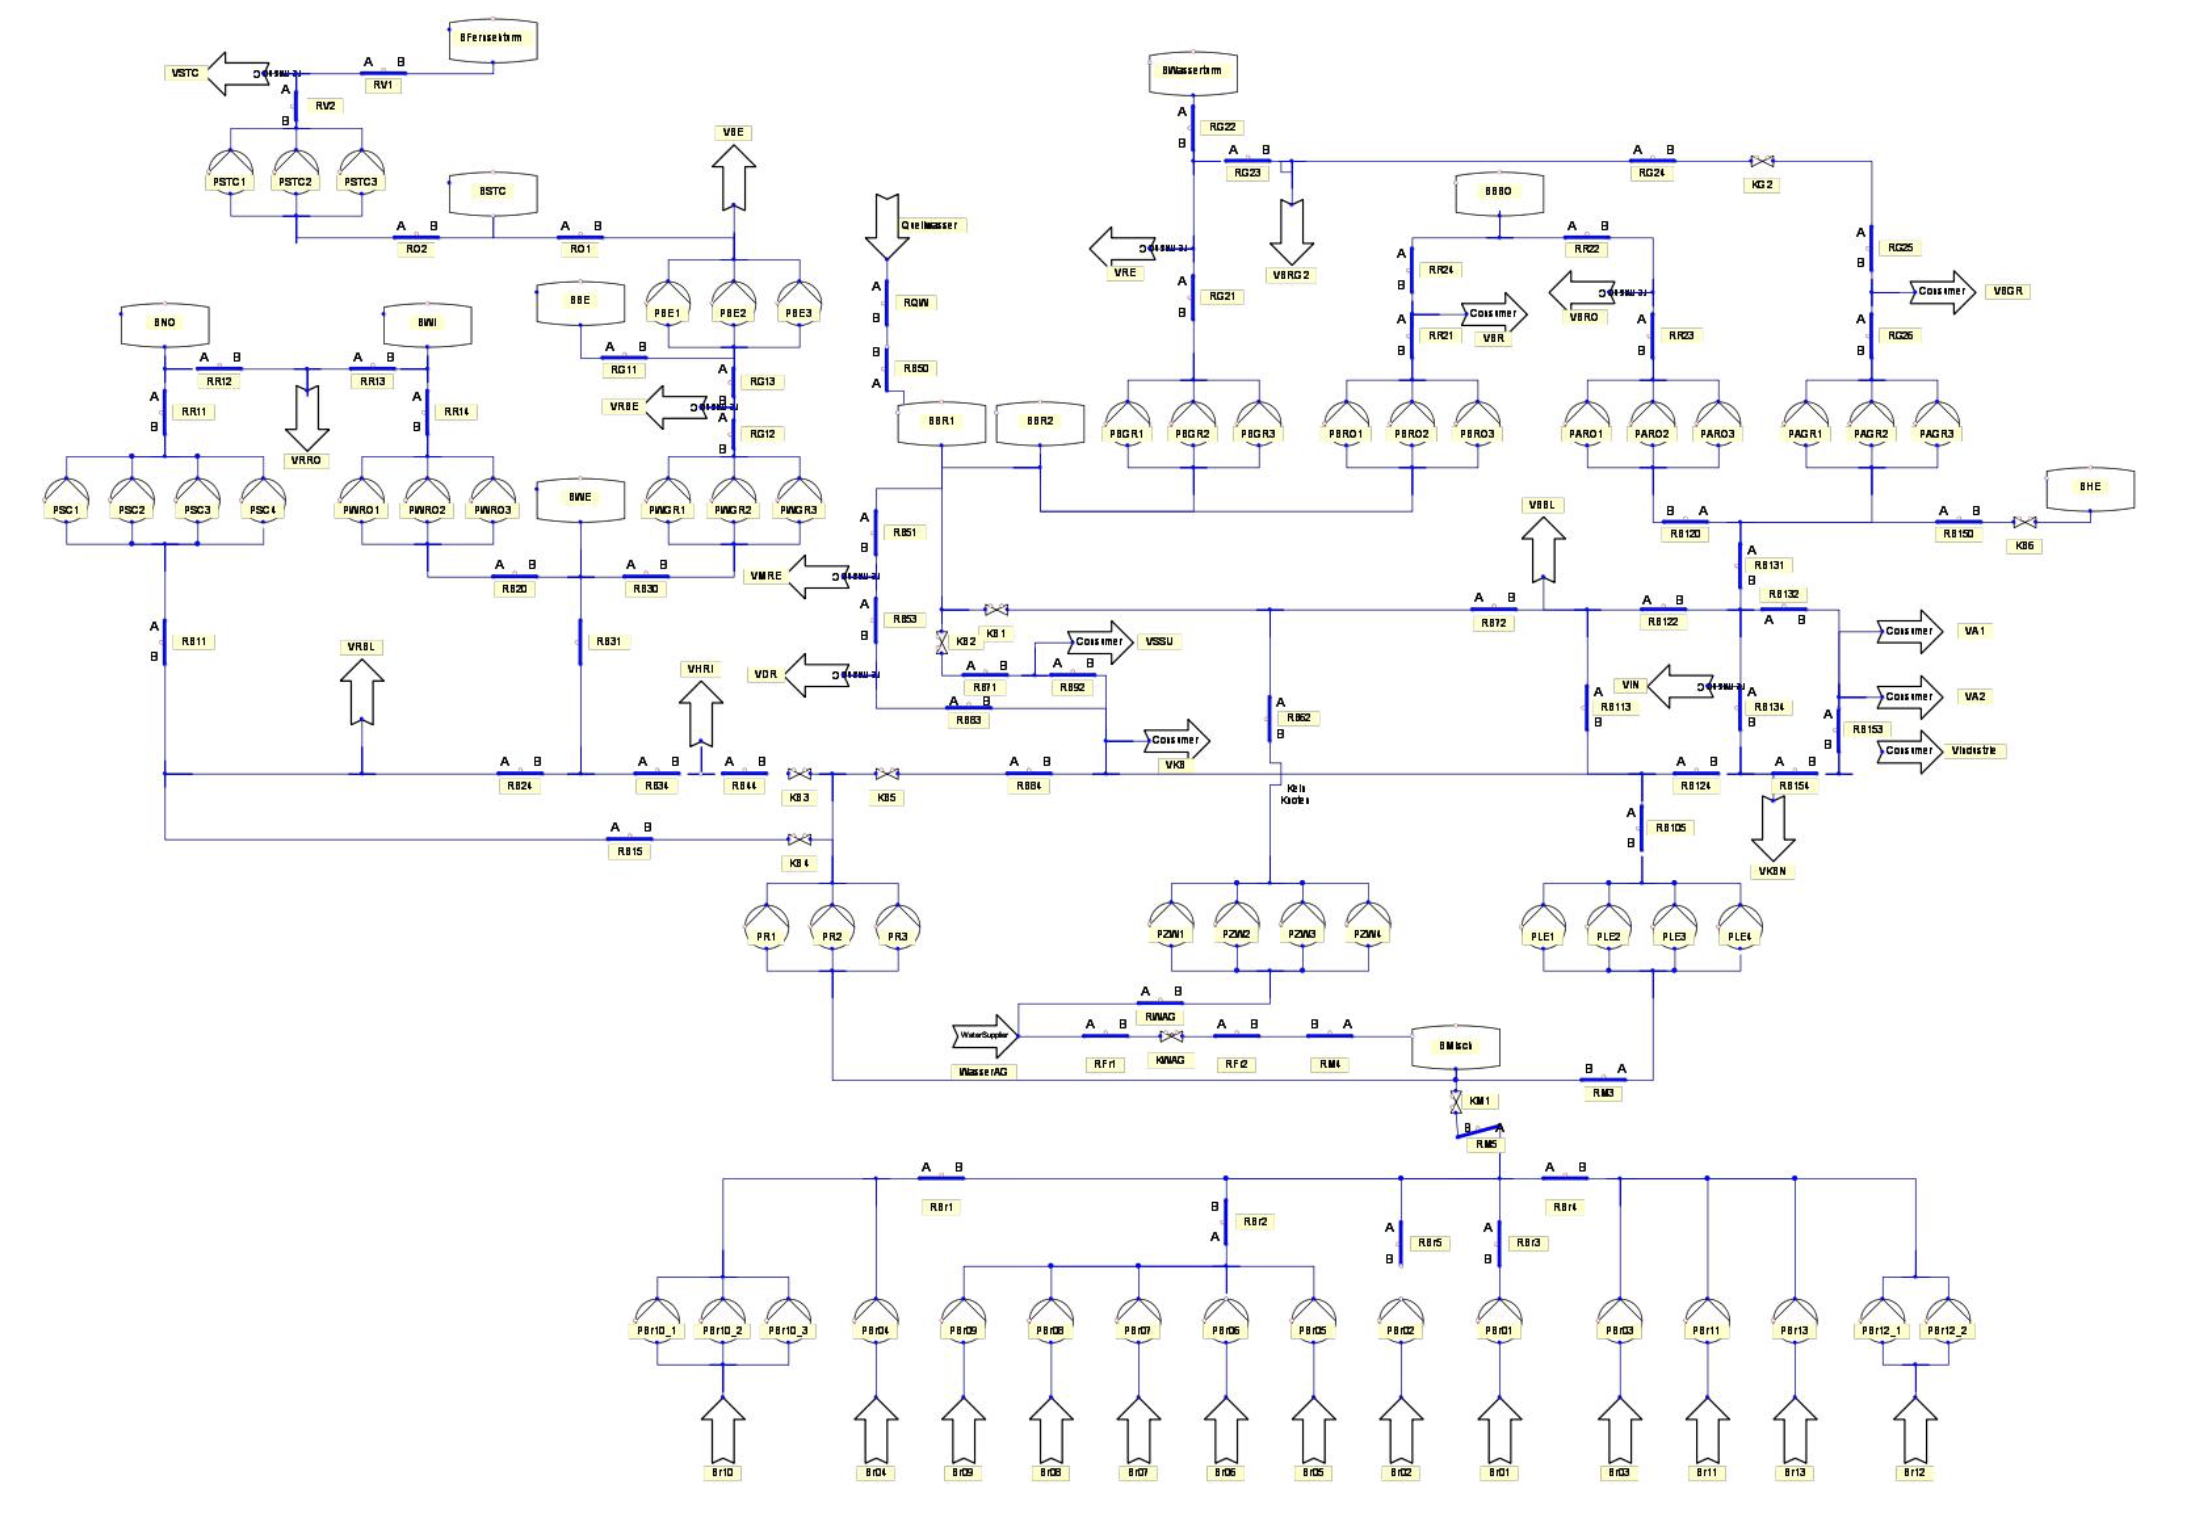 BFernsehturm
VSTC
A B
RV1
A
RV2
B
PSTC1 PSTC2 PSTC3
BSTC
VBE
A B
RO2
A B
RO1
BWasserturm
A
RG22
B
A B
RG23
A B
RG24
KG2
BBBO
Quellwasser
VRE
VBRG2
A B
RR22
A
RR24
A
RG25
B
BBE
PBE1 PBE2 PBE3
A
RQW
B
A
RG21
B
Consumer
VBR
VBRO
Consumer
VBGR
BNO
BWI
A B
RG11
B
RB50
A
A
RR21
B
A
RR23
B
A
RG26
B
A B
RR12
A B
RR13
A
RG13
B
VRBE
A
RR11
B
A
RR14
B
A
RG12
B
BBR1
BBR2
VRRO
PBGR1 PBGR2 PBGR3
PBRO1 PBRO2 PBRO3
PARO1 PARO2 PARO3
PAGR1 PAGR2 PAGR3
PSC1 PSC2 PSC3 PSC4
PWRO1 PWRO2 PWRO3
BWE
PWGR1 PWGR2 PWGR3
BHE
VBBL
A
RB51
B
B A
RB120
A B
RB150
KB6
A B
RB20
A B
RB30
VMRE
A
RB131
B
A
RB53
B
KB2
KB1
A B
RB72
A B
RB122
RB132
A B
A
RB11
B
RB31
VRBL
VHRI
VDR
Consumer
VSSU
A B
RB71
A B
RB92
A B
RB83
A
RB62
B
A
RB113
B
VIN
A
RB134
B
Consumer
VA1
Consumer
VA2
A
RB153
B
Consumer
VIndustrie
Consumer
VKB
A B
RB24
A B
RB34
A B
RB44
KB3
KB5
A B
RB84
Kein
Knoten
A B
RB124
A B
RB154
A
RB105
B
VKBN
A B
RB15
KB4
PR1 PR2 PR3
PZW1 PZW2 PZW3 PZW4
PLE1 PLE2 PLE3 PLE4
A B
RWAG
WaterSupplier
WasserAG
A B
RFr1
KWAG
A B
RFr2
B A
RM4
BMisch
B A
RM3
KM1
B A
RM5
A B
RBr1
A B
RBr4
B
RBr2
A
A
RBr5
B
A
RBr3
B
PBr10_1 PBr10_2 PBr10_3 PBr04 PBr09 PBr08 PBr07 PBr06 PBr05 PBr02 PBr01 PBr03 PBr11 PBr13 PBr12_1 PBr12_2
Br10 Br04 Br09 Br08 Br07 Br06 Br05 Br02 Br01 Br03 Br11 Br13 Br12